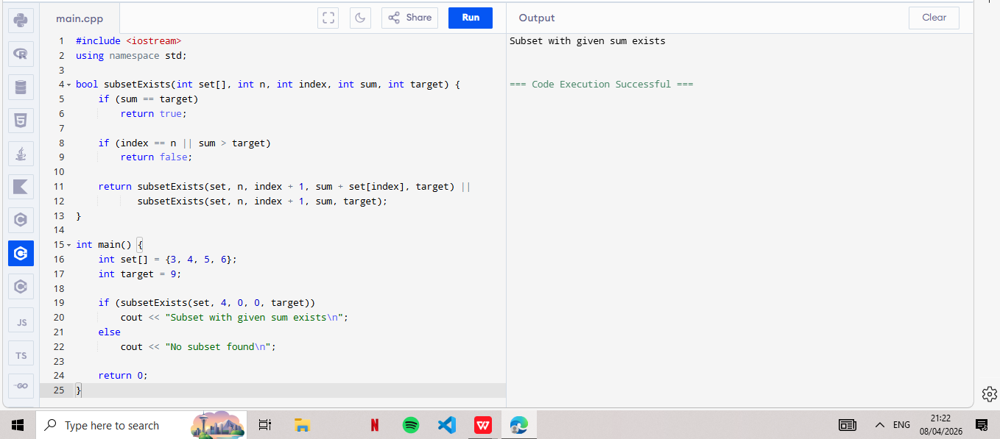 main.cpp
Share
Run
Output
Clear
1 #include <iostream>
2 using namespace std;
3
4 bool subsetExists(int set[], int n, int index, int sum, int target) {
5     if (sum == target)
6         return true;
7
8     if (index == n || sum > target)
9         return false;
10
11     return subsetExists(set, n, index + 1, sum + set[index], target) ||
12            subsetExists(set, n, index + 1, sum, target);
13 }
14
15 int main() {
16     int set[] = {3, 4, 5, 6};
17     int target = 9;
18
19     if (subsetExists(set, 4, 0, 0, target))
20         cout << "Subset with given sum exists\n";
21     else
22         cout << "No subset found\n";
23
24     return 0;
25 }
Subset with given sum exists
=== Code Execution Successful ===
JS
TS
GO
Type here to search
N
W
ENG
21:22
08/04/2026